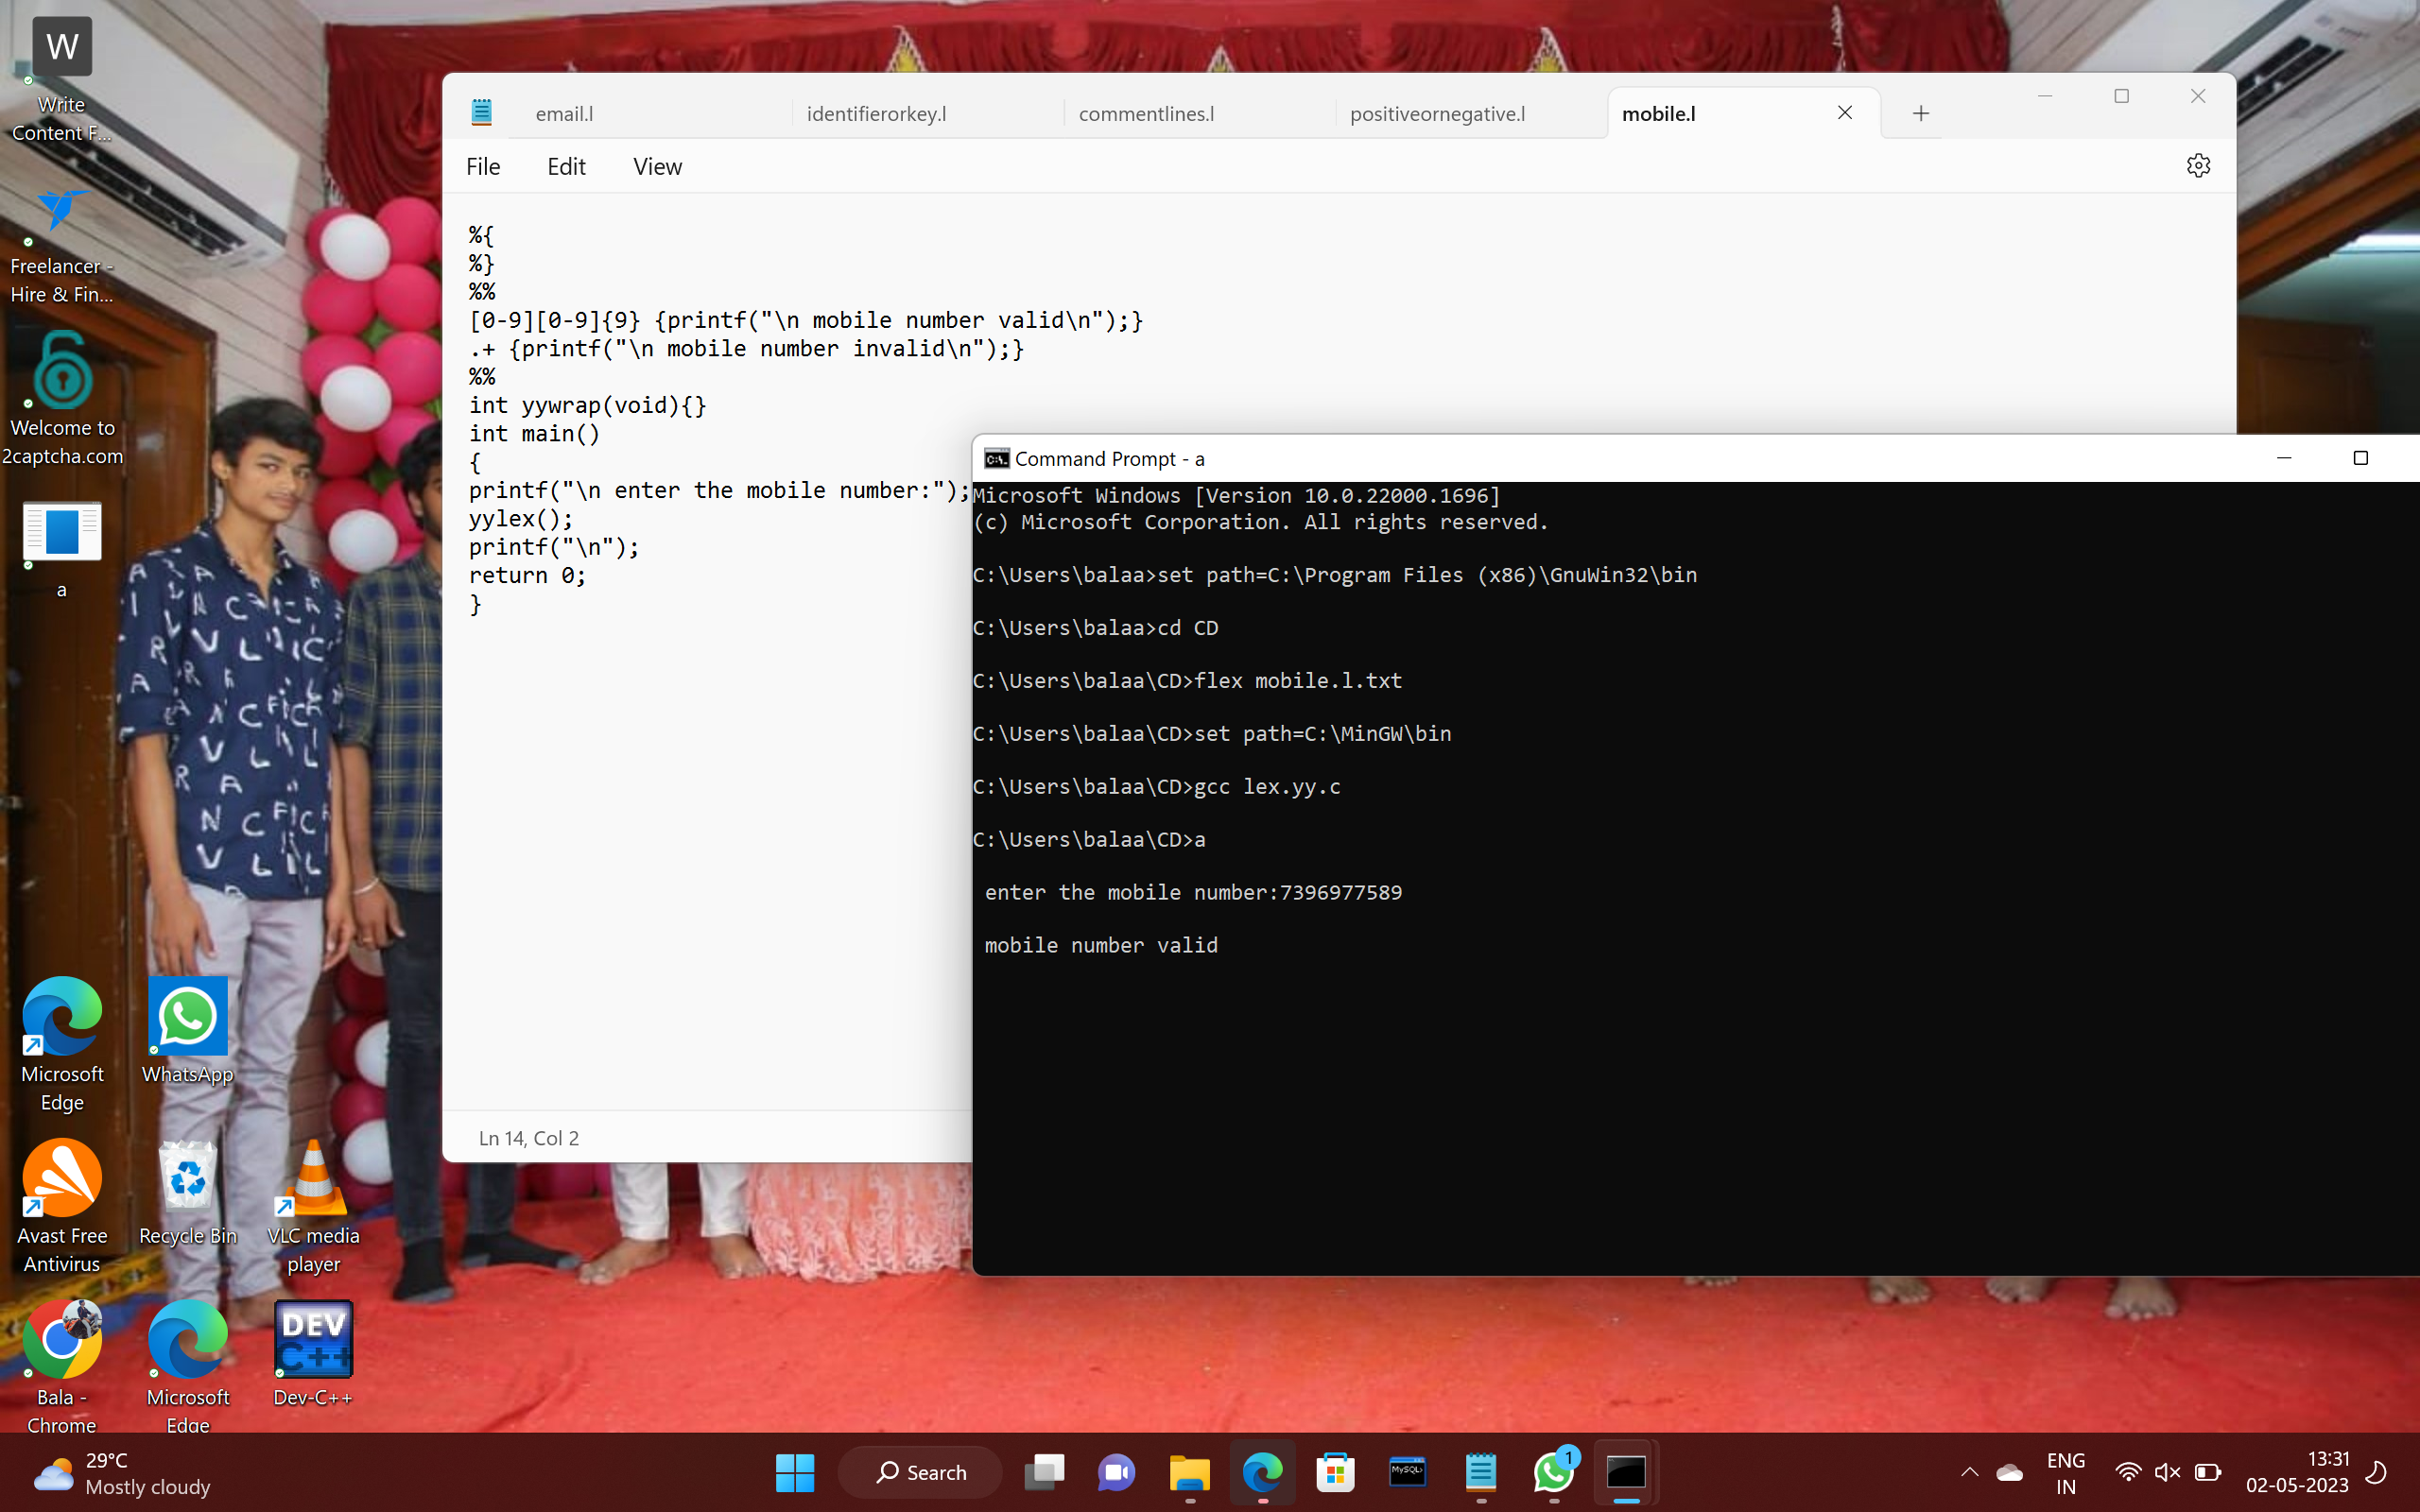 W
Write
Content F...
Freelancer -
Hire & Fin...
Welcome to
2captcha.com
a
Microsoft
Edge
WhatsApp
Avast Free
Antivirus
Recycle Bin
VLC media
player
DEV
C++
Bala -
Chrome
Microsoft
Edge
Dev-C++
email.l
identifierorkey.l
commentlines.l
positiveornegative.l
mobile.l
File
Edit
View
%{
%}
%%
[0-9][0-9]{9} {printf("\n mobile number valid\n");}
.+ {printf("\n mobile number invalid\n");}
%%
int yywrap(void){}
int main()
{
printf("\n enter the mobile number:");
yylex();
printf("\n");
return 0;
}
Ln 14, Col 2
C:\.
Command Prompt - a
Microsoft Windows [Version 10.0.22000.1696]
(c) Microsoft Corporation. All rights reserved.
C:\Users\balaa>set path=C:\Program Files (x86)\GnuWin32\bin
C:\Users\balaa>cd CD
C:\Users\balaa\CD>flex mobile.l.txt
C:\Users\balaa\CD>set path=C:\MinGW\bin
C:\Users\balaa\CD>gcc lex.yy.c
C:\Users\balaa\CD>a
enter the mobile number:7396977589
mobile number valid
29°C
Mostly cloudy
Search
MySQL>
1
ENG
IN
13:31
02-05-2023